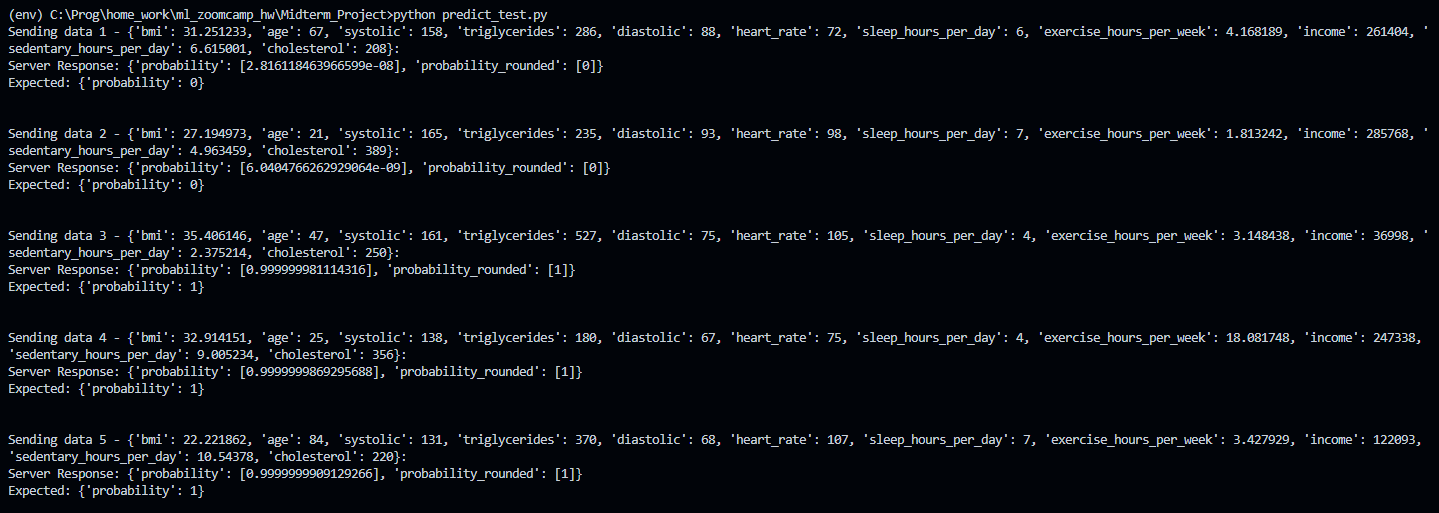 (env) C:\Prog\home_work\ml_zoomcamp_hw\Midterm_Project>python predict_test.py
Sending data 1 - {'bmi': 31.251233, 'age': 67, 'systolic': 158, 'triglycerides': 286, 'diastolic': 88, 'heart_rate': 72, 'sleep_hours_per_day': 6, 'exercise_hours_per_week': 4.168189, 'income': 261404, '
sedentary_hours_per_day': 6.615001, 'cholesterol': 208}:
Server Response: {'probability': [2.816118463966599e-08], 'probability_rounded': [0]}
Expected: {'probability': 0}
Sending data 2 - {'bmi': 27.194973, 'age': 21, 'systolic': 165, 'triglycerides': 235, 'diastolic': 93, 'heart_rate': 98, 'sleep_hours_per_day': 7, 'exercise_hours_per_week': 1.813242, 'income': 285768, '
sedentary_hours_per_day': 4.963459, 'cholesterol': 389}:
Server Response: {'probability': [6.0404766262929064e-09], 'probability_rounded': [0]}
Expected: {'probability': 0}
Sending data 3 - {'bmi': 35.406146, 'age': 47, 'systolic': 161, 'triglycerides': 527, 'diastolic': 75, 'heart_rate': 105, 'sleep_hours_per_day': 4, 'exercise_hours_per_week': 3.148438, 'income': 36998, '
sedentary_hours_per_day': 2.375214, 'cholesterol': 250}:
Server Response: {'probability': [0.999999981114316], 'probability_rounded': [1]}
Expected: {'probability': 1}
Sending data 4 - {'bmi': 32.914151, 'age': 25, 'systolic': 138, 'triglycerides': 180, 'diastolic': 67, 'heart_rate': 75, 'sleep_hours_per_day': 4, 'exercise_hours_per_week': 18.081748, 'income': 247338,
'sedentary_hours_per_day': 9.005234, 'cholesterol': 356}:
Server Response: {'probability': [0.9999999869295688], 'probability_rounded': [1]}
Expected: {'probability': 1}
Sending data 5 - {'bmi': 22.221862, 'age': 84, 'systolic': 131, 'triglycerides': 370, 'diastolic': 68, 'heart_rate': 107, 'sleep_hours_per_day': 7, 'exercise_hours_per_week': 3.427929, 'income': 122093,
'sedentary_hours_per_day': 10.54378, 'cholesterol': 220}:
Server Response: {'probability': [0.9999999909129266], 'probability_rounded': [1]}
Expected: {'probability': 1}